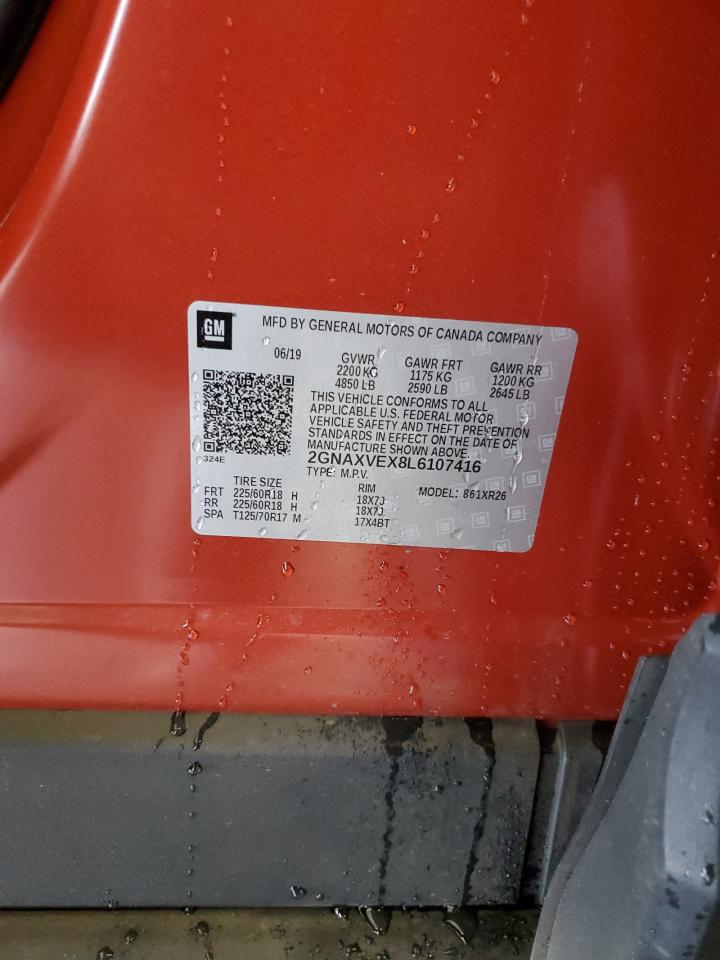 GM
MFD BY GENERAL MOTORS OF CANADA COMPANY
06/19 GVWR GAWR FRT GAWR RR
2200 KG 1175 KG 1200 KG
4850 LB 2590 LB 2645 LB
THIS VEHICLE CONFORMS TO ALL
APPLICABLE U.S. FEDERAL MOTOR
VEHICLE SAFETY AND THEFT PREVENTION
STANDARDS IN EFFECT ON THE DATE OF
MANUFACTURE SHOWN ABOVE.
324E
2GNAXVEX8L6107416
TYPE: M.P.V.
TIRE SIZE RIM MODEL: 861XR26
FRT 225/60R18 H 18X7J
RR 225/60R18 H 18X7J
SPA T125/70R17 M 17X4BT